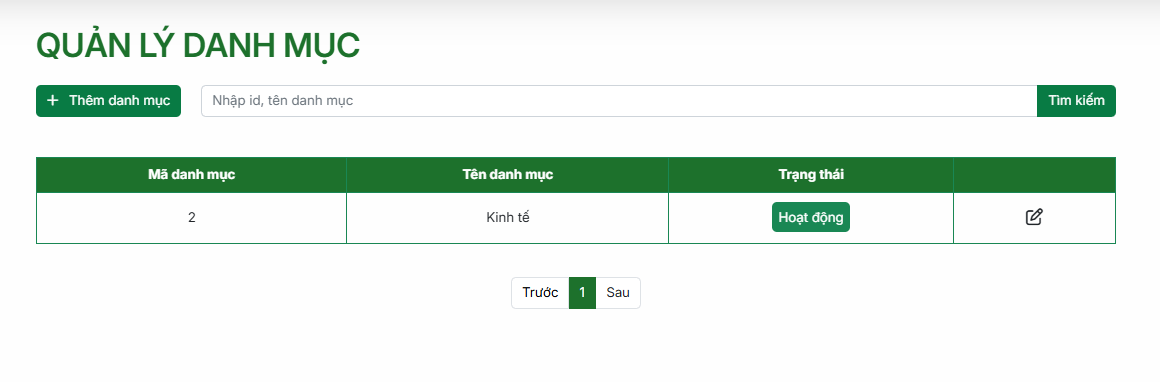 QUẢN LÝ DANH MỤC
+ Thêm danh mục Nhập id, tên danh mục Tìm kiếm
Mã danh mục Tên danh mục Trạng thái
2 Kinh tế Hoạt động
Trước 1 Sau